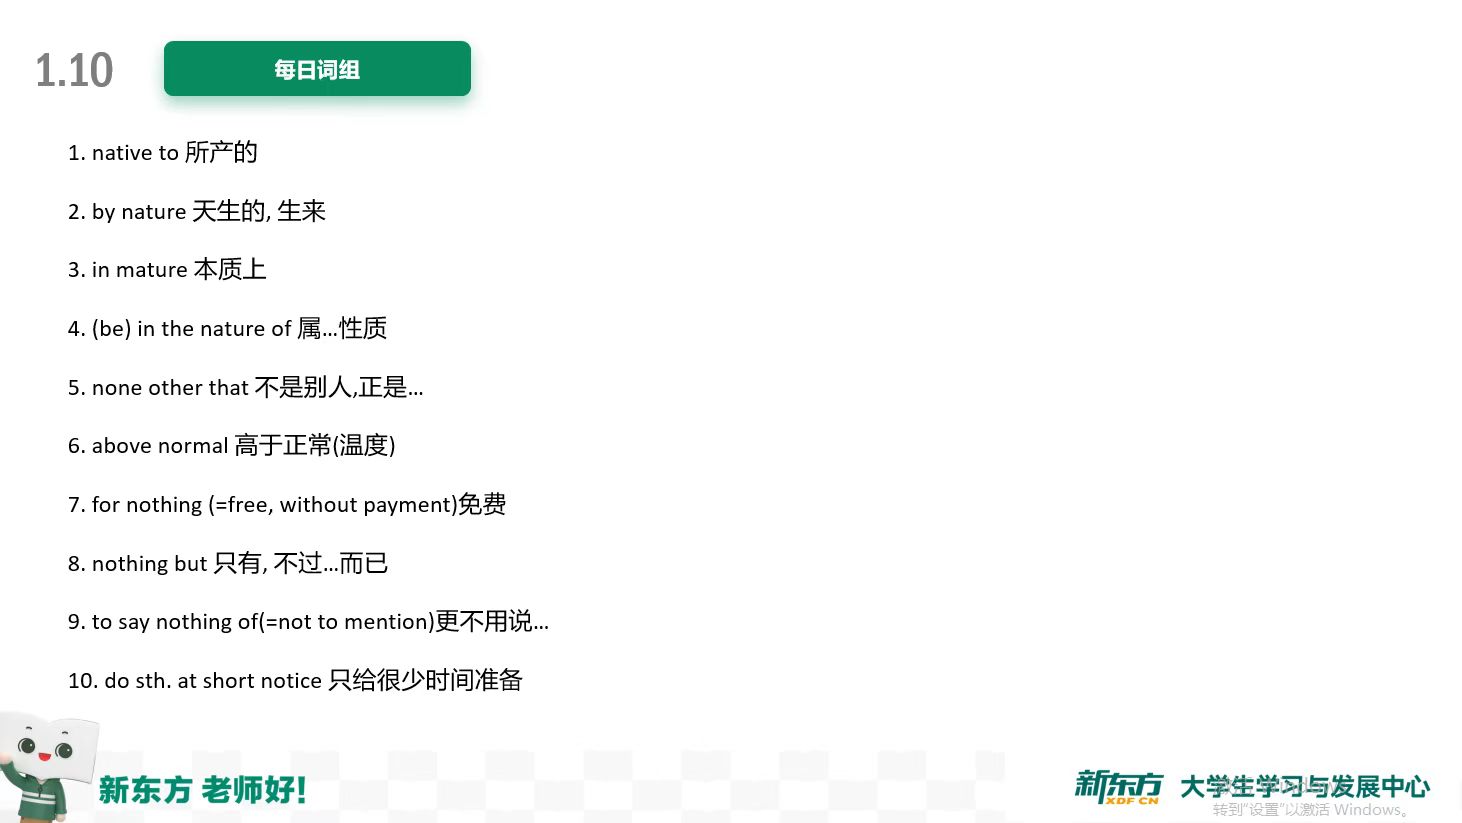 1.10
每日词组
1. native to 所产的
2. by nature 天生的, 生来
3. in mature 本质上
4. (be) in the nature of 属...性质
5. none other that 不是别人,正是...
6. above normal 高于正常(温度)
7. for nothing (=free, without payment)免费
8. nothing but 只有, 不过...而已
9. to say nothing of(=not to mention)更不用说...
10. do sth. at short notice 只给很少时间准备
新东方 老师好!
新东方 XDF.CN 大学生学习与发展中心
激活 Windows
转到“设置”以激活 Windows。